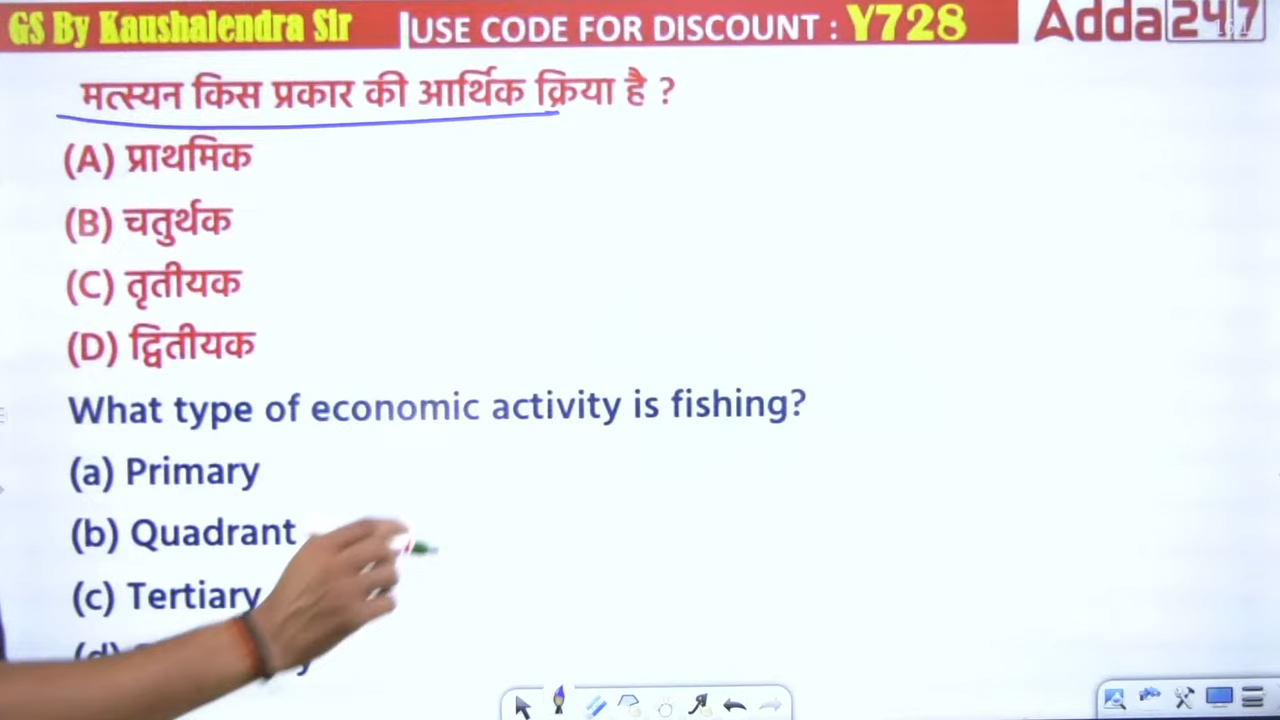 GS By Kaushalendra Sir
USE CODE FOR DISCOUNT : Y728
Adda247
मत्स्यन किस प्रकार की आर्थिक क्रिया है ?
(A) प्राथमिक
(B) चतुर्थक
(C) तृतीयक
(D) द्वितीयक
What type of economic activity is fishing?
(a) Primary
(b) Quadrant
(c) Tertiary
(d)